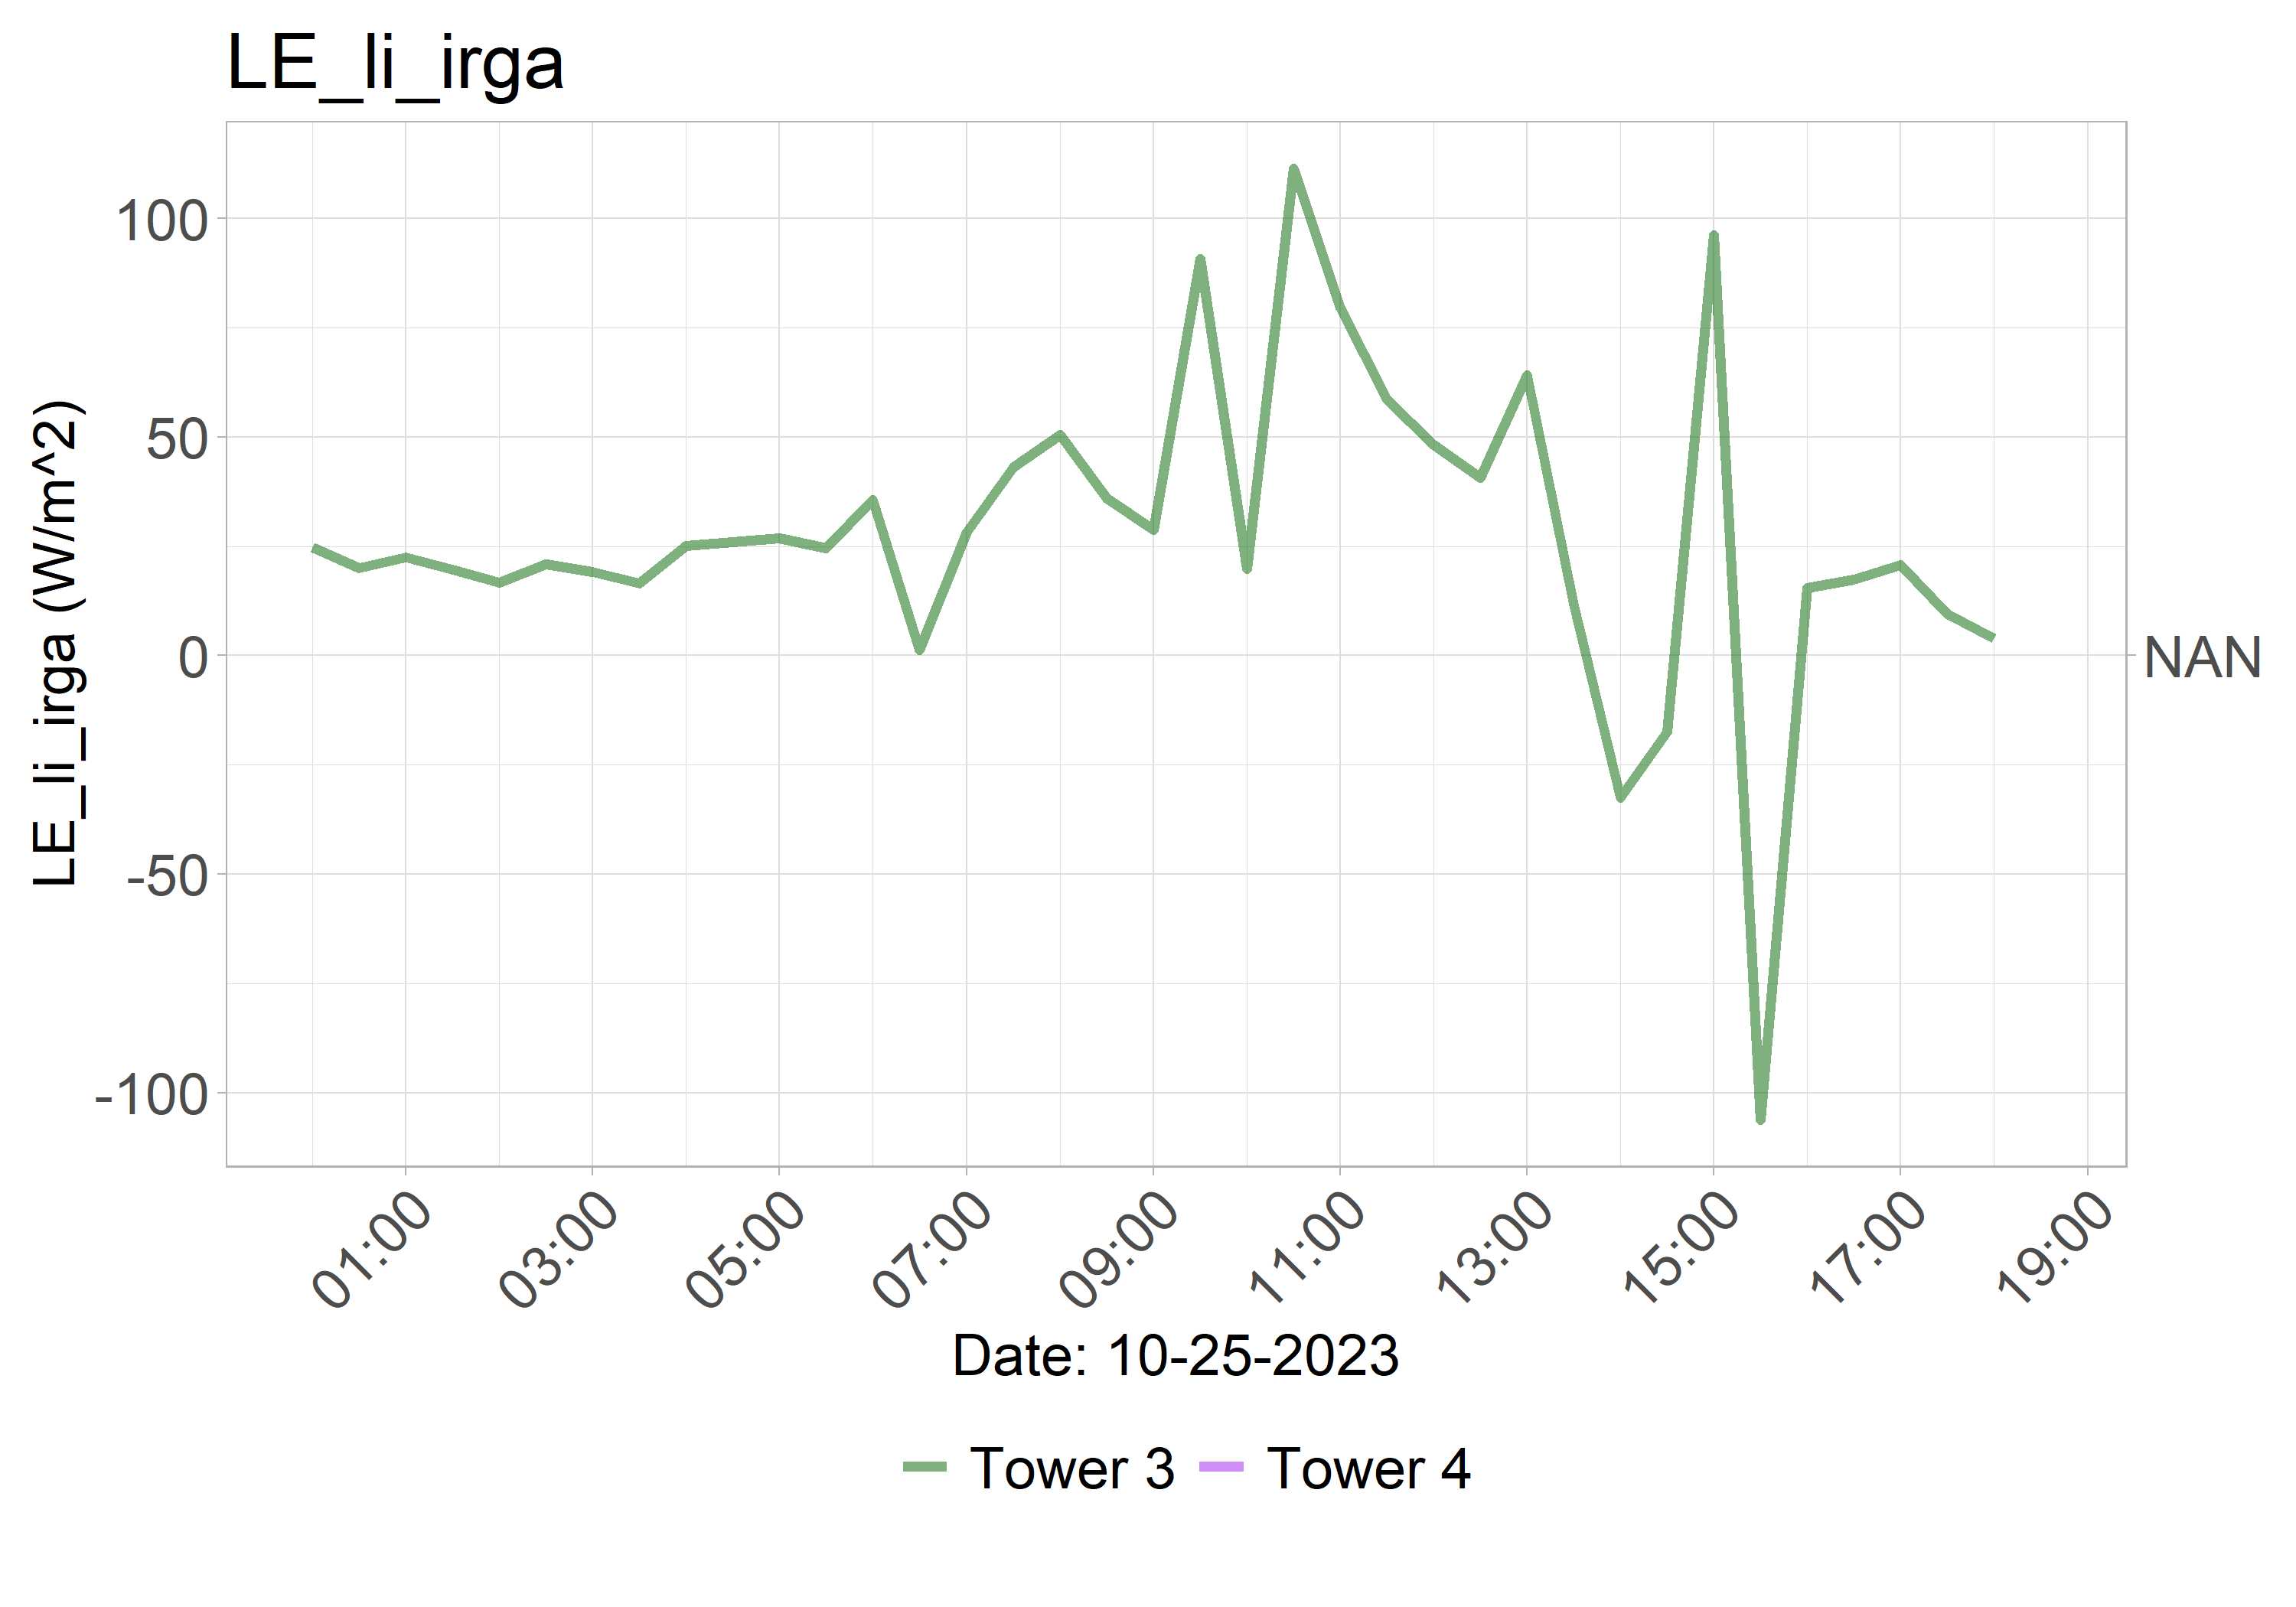 LE_li_irga
LE_li_irga (W/m^2)
100
50
0
-50
-100
NAN
01:00 03:00 05:00 07:00 09:00 11:00 13:00 15:00 17:00 19:00
Date: 10-25-2023
Tower 3 Tower 4